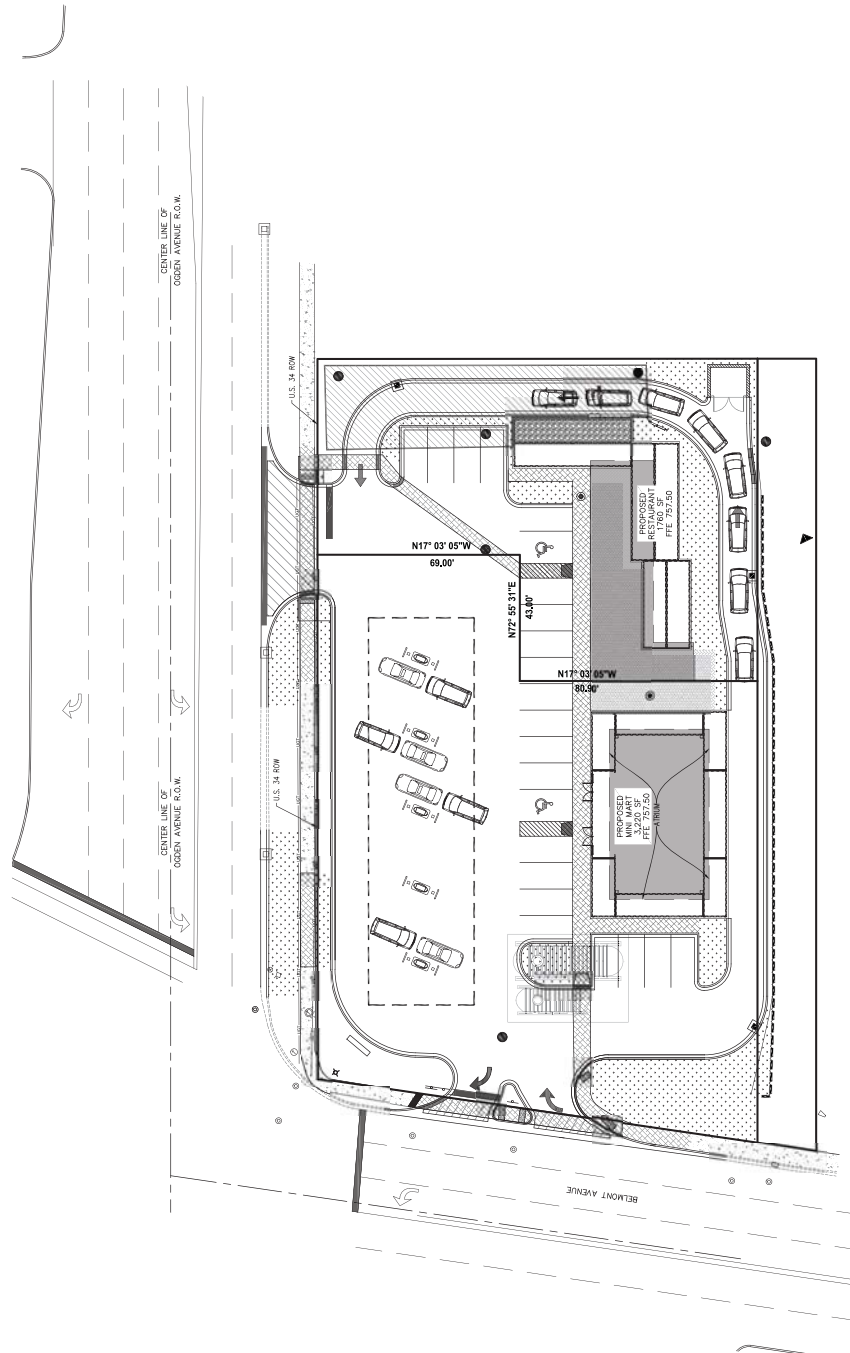 CENTER LINE OF
OGDEN AVENUE R.O.W.
U.S. 34 ROW
N17° 03' 05"W
69.00'
N72° 55' 31"E
43.00'
PROPOSED
RESTAURANT
1760 SF
FFE 757.50
N17° 03' 05"W
80.90'
U.S. 34 ROW
CENTER LINE OF
OGDEN AVENUE R.O.W.
PROPOSED
MINI MART
3,220 SF
FFE 757.50
ATRIUM
BELMONT AVENUE